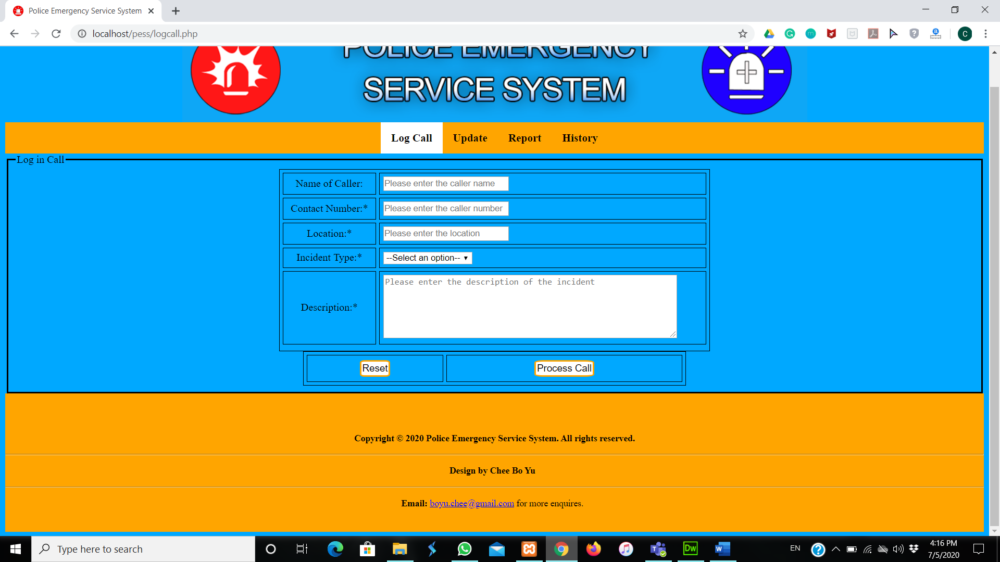 Police Emergency Service System
localhost/pess/logcall.php
C
POLICE EMERGENCY
SERVICE SYSTEM
Log Call Update Report History
Log in Call
Name of Caller: Please enter the caller name
Contact Number:* Please enter the caller number
Location:* Please enter the location
Incident Type:* --Select an option--
Please enter the description of the incident
Description:*
Reset Process Call
Copyright © 2020 Police Emergency Service System. All rights reserved.
Design by Chee Bo Yu
Email: boyu.chee@gmail.com for more enquires.
Type here to search
Dw
EN
4:16 PM
7/5/2020